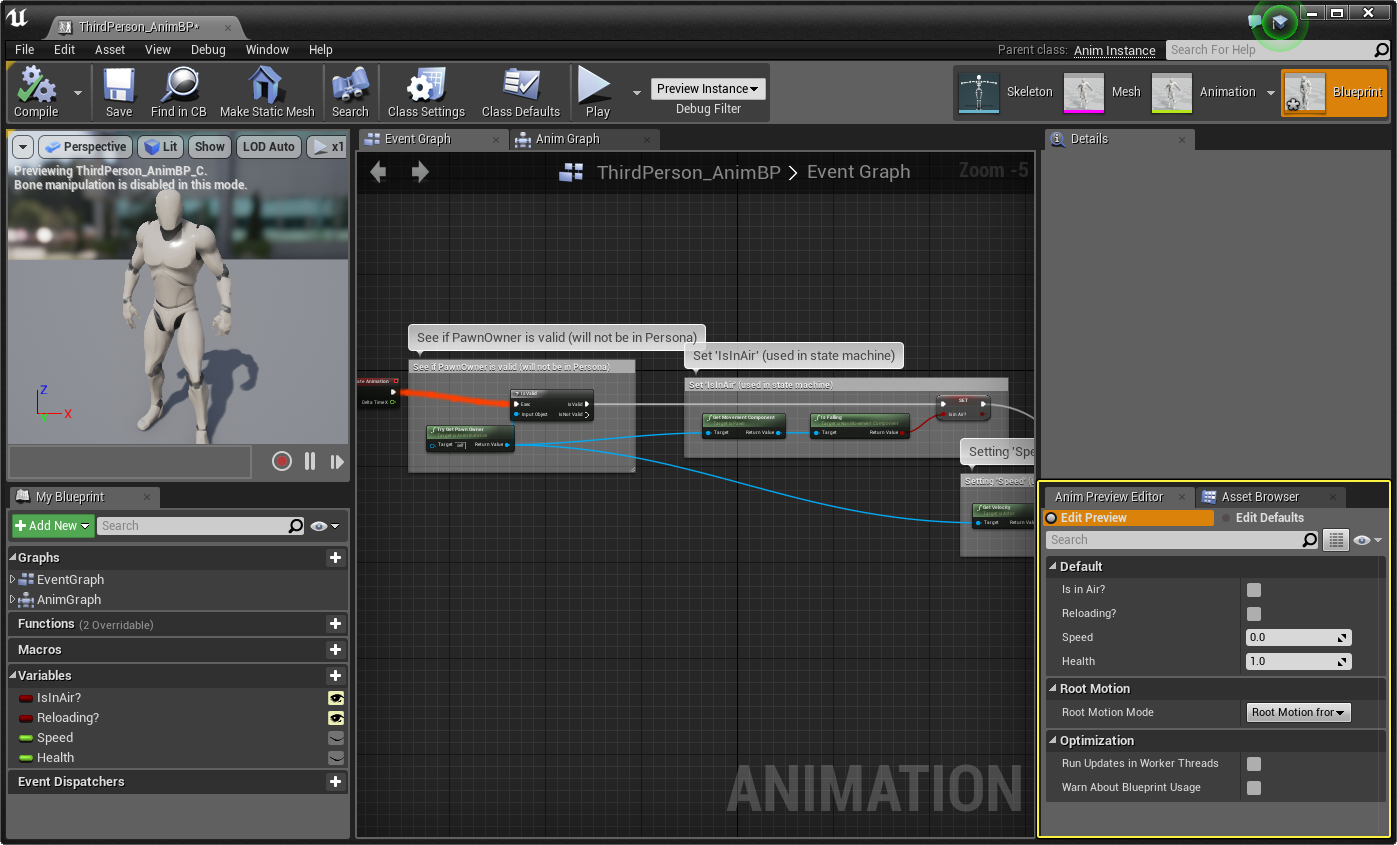 ThirdPerson_AnimBP*
File Edit Asset View Debug Window Help
Parent class: Anim Instance
Search For Help
Compile
Save
Find in CB
Make Static Mesh
Search
Class Settings
Class Defaults
Play
Preview Instance
Debug Filter
Skeleton
Mesh
Animation
Blueprint
Perspective
Lit
Show
LOD Auto
x1
Previewing ThirdPerson_AnimBP_C.
Bone manipulation is disabled in this mode.
Z
X
Y
My Blueprint
Add New
Search
Graphs
EventGraph
AnimGraph
Functions (2 Overridable)
Macros
Variables
IsInAir?
Reloading?
Speed
Health
Event Dispatchers
Event Graph
Anim Graph
ThirdPerson_AnimBP > Event Graph
Zoom -5
See if PawnOwner is valid (will not be in Persona)
Set 'IsInAir' (used in state machine)
See if PawnOwner is valid (will not be in Persona)
Set 'IsInAir' (used in state machine)
Animation
Delta Time X
Is Valid
Exec
Is Valid
Input Object
Is Not Valid
Try Get Pawn Owner
Target self
Return Value
Get Movement Component
Target is Pawn
Target
Return Value
Is Falling
Target
Return Value
SET
Is in Air?
Setting 'Spe
Setting 'Speed'
Get Velocity
Target is Actor
Target
Return Val
ANIMATION
Details
Anim Preview Editor
Asset Browser
Edit Preview
Edit Defaults
Search
Default
Is in Air?
Reloading?
Speed 0.0
Health 1.0
Root Motion
Root Motion Mode Root Motion fror
Optimization
Run Updates in Worker Threads
Warn About Blueprint Usage